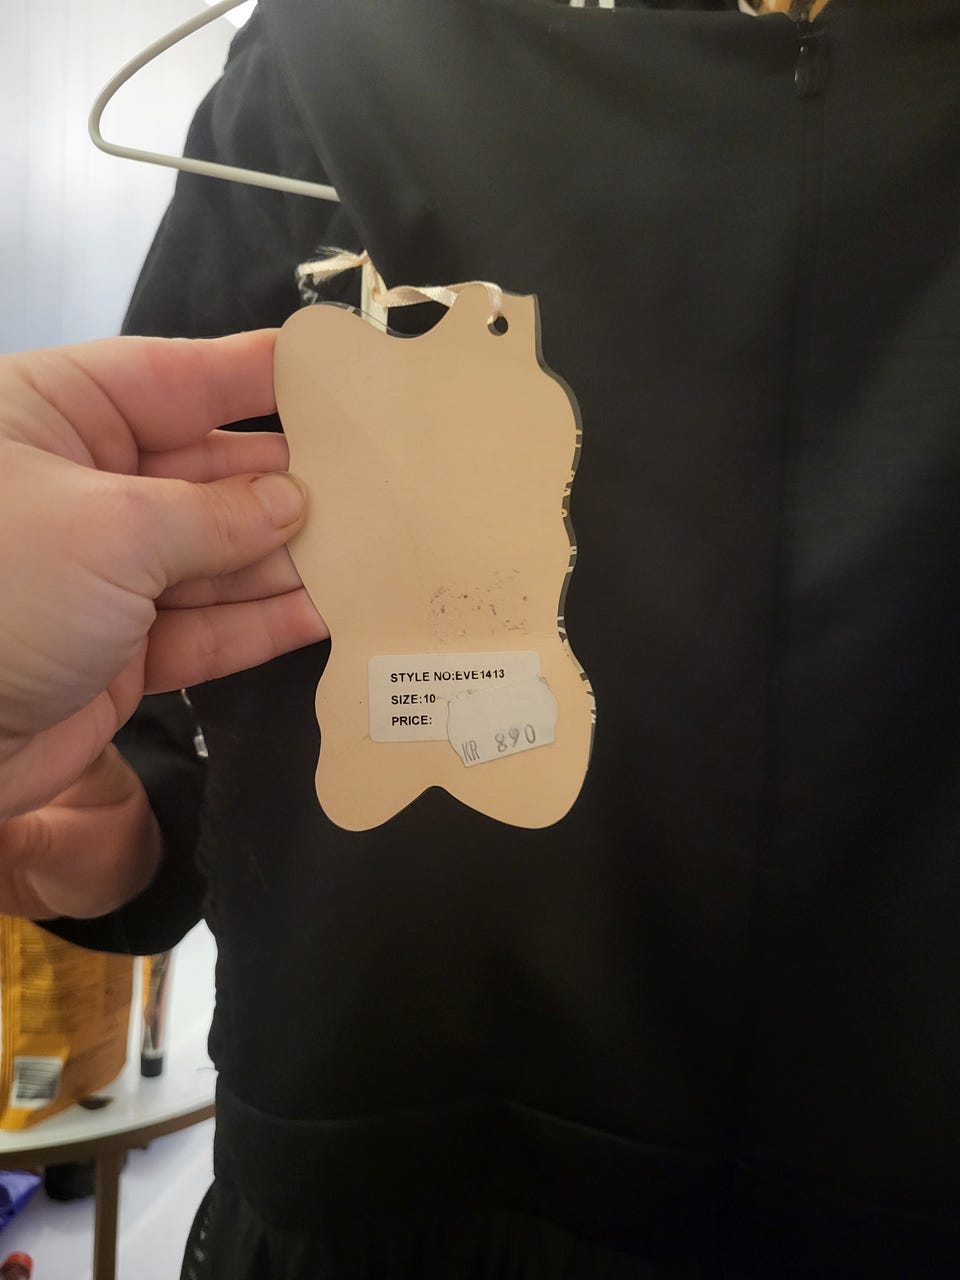 STYLE NO:EVE1413
SIZE:10
PRICE:
KR 890